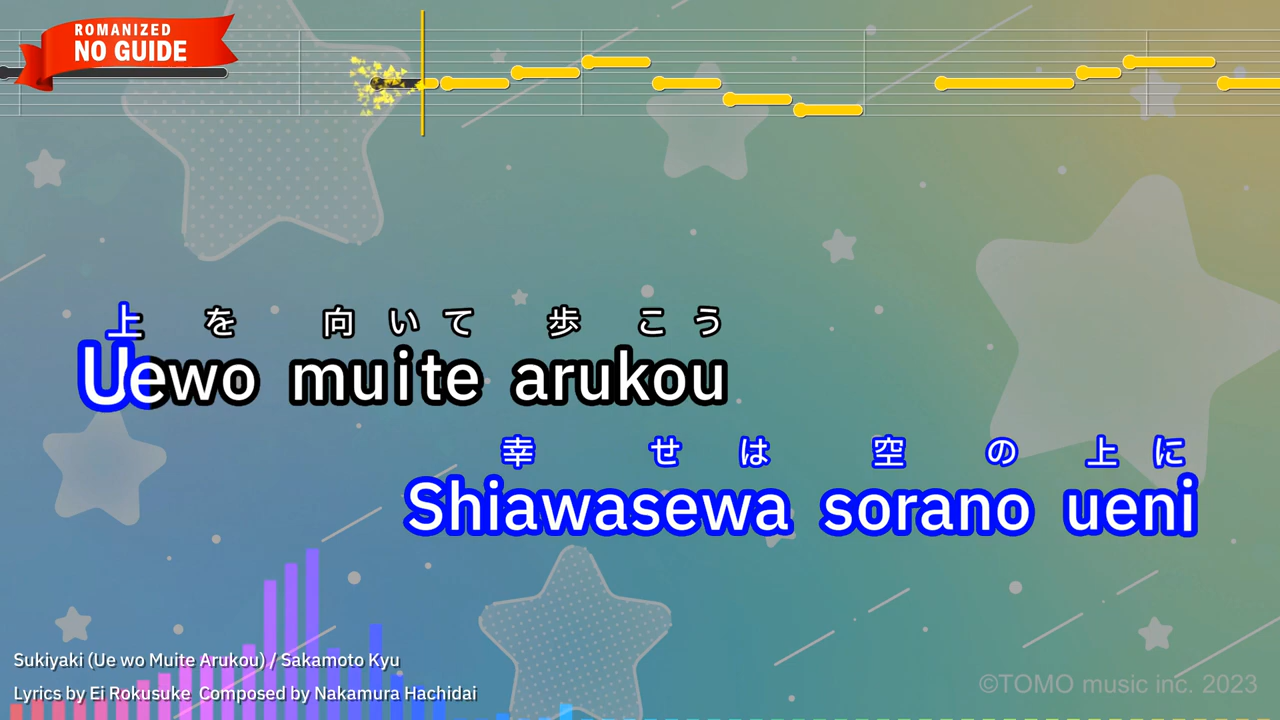 ROMANIZED
NO GUIDE
上を向いて歩こう
Uewo muite arukou
幸せは空の上に
Shiawasewa sorano ueni
Sukiyaki (Ue wo Muite Arukou) / Sakamoto Kyu
Lyrics by Ei Rokusuke Composed by Nakamura Hachidai
©TOMO music inc. 2023